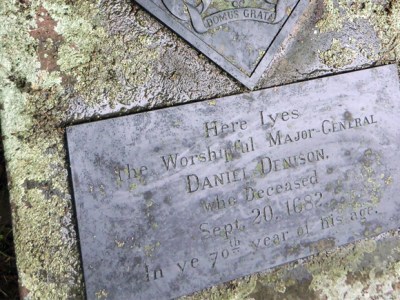 DOMUS GRATA
Here lyes
The Worshipful Major-General
Daniel Denison,
who Deceased
Sept. 20, 1682
In ye 70th year of his age.